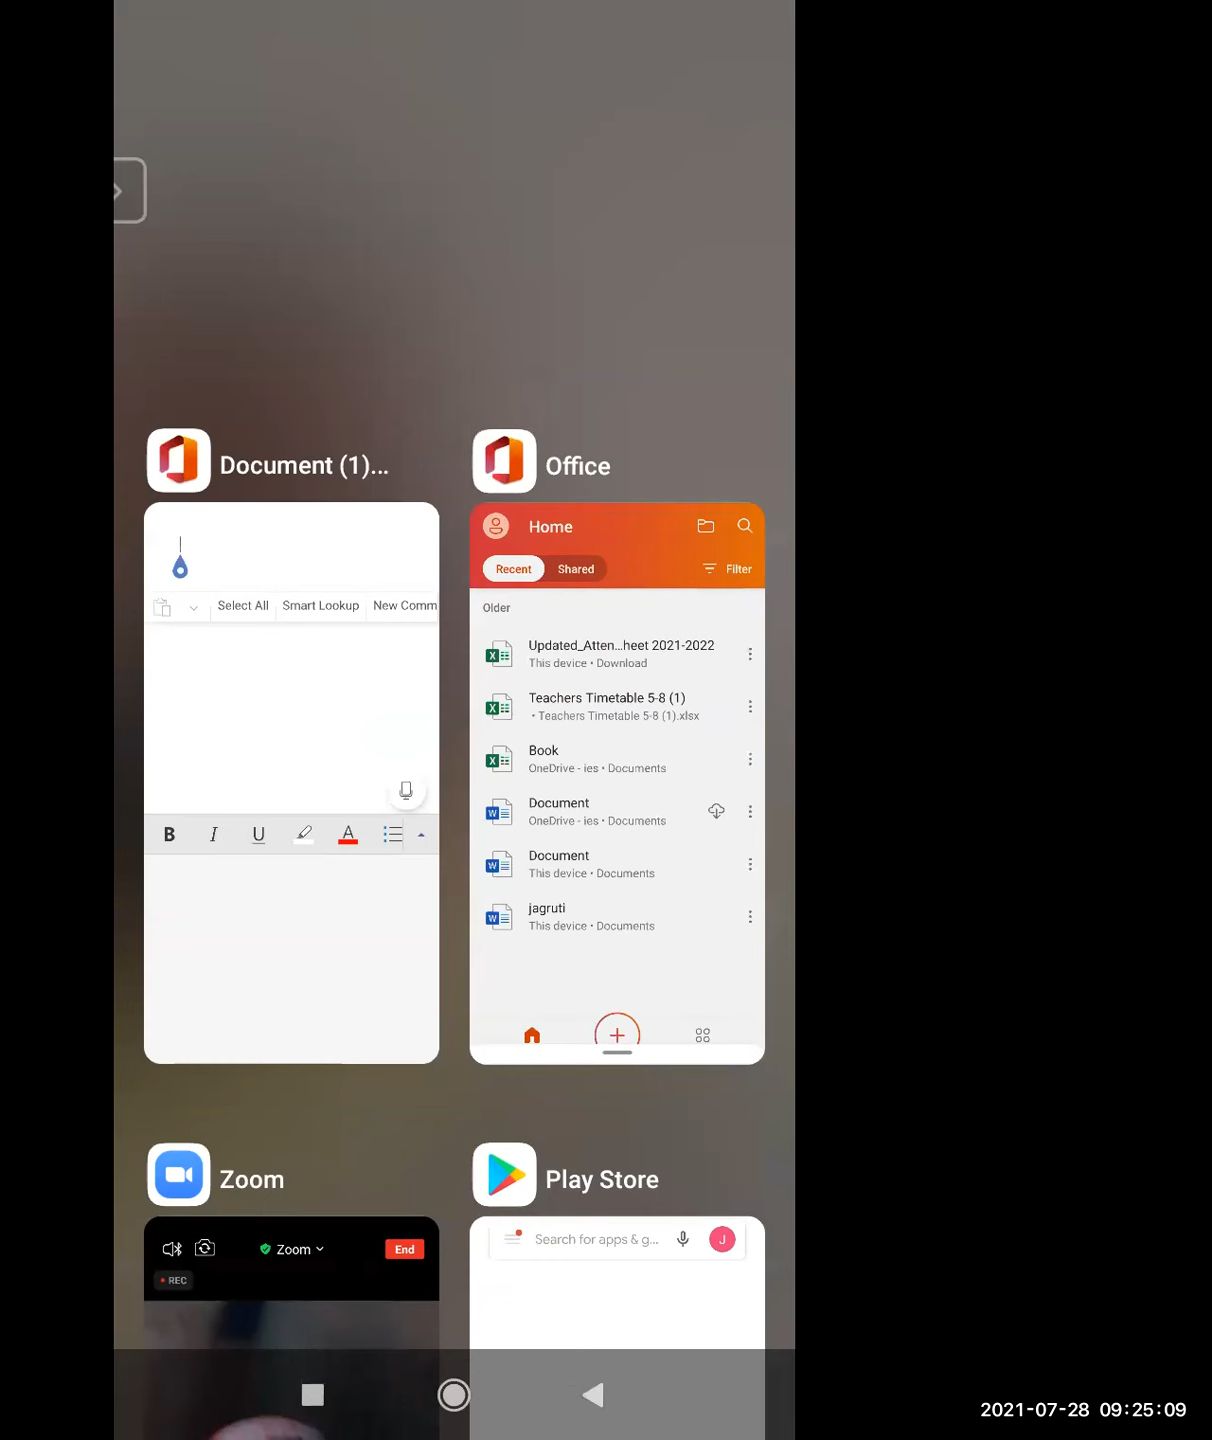 Document (1)...
Office
Home
Recent
Shared
Filter
Select All
Smart Lookup
New Comm
Older
Updated_Atten...heet 2021-2022
This device • Download
Teachers Timetable 5-8 (1)
• Teachers Timetable 5-8 (1).xlsx
Book
OneDrive - ies • Documents
Document
OneDrive - ies • Documents
Document
This device • Documents
jagruti
This device • Documents
B I U A
Zoom
Play Store
Zoom
End
REC
Search for apps & g...
J
2021-07-28 09:25:09